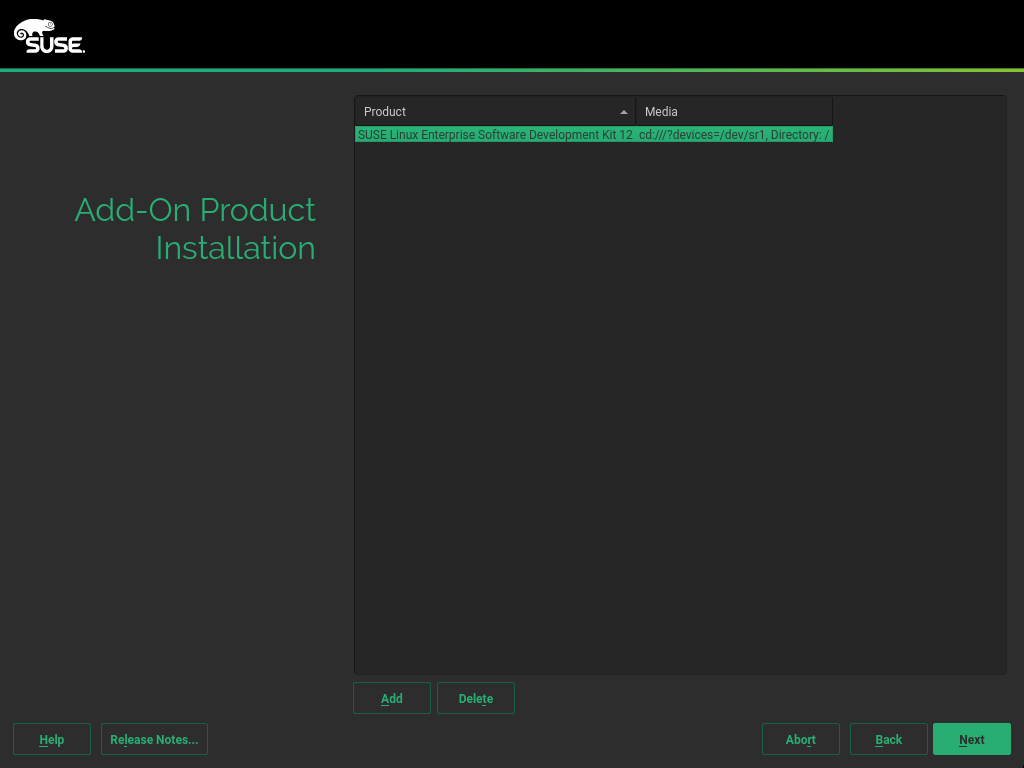 SUSE.
Add-On Product
Installation
Product Media
SUSE Linux Enterprise Software Development Kit 12 cd:///?devices=/dev/sr1, Directory: /
Add Delete
Help Release Notes... Abort Back Next